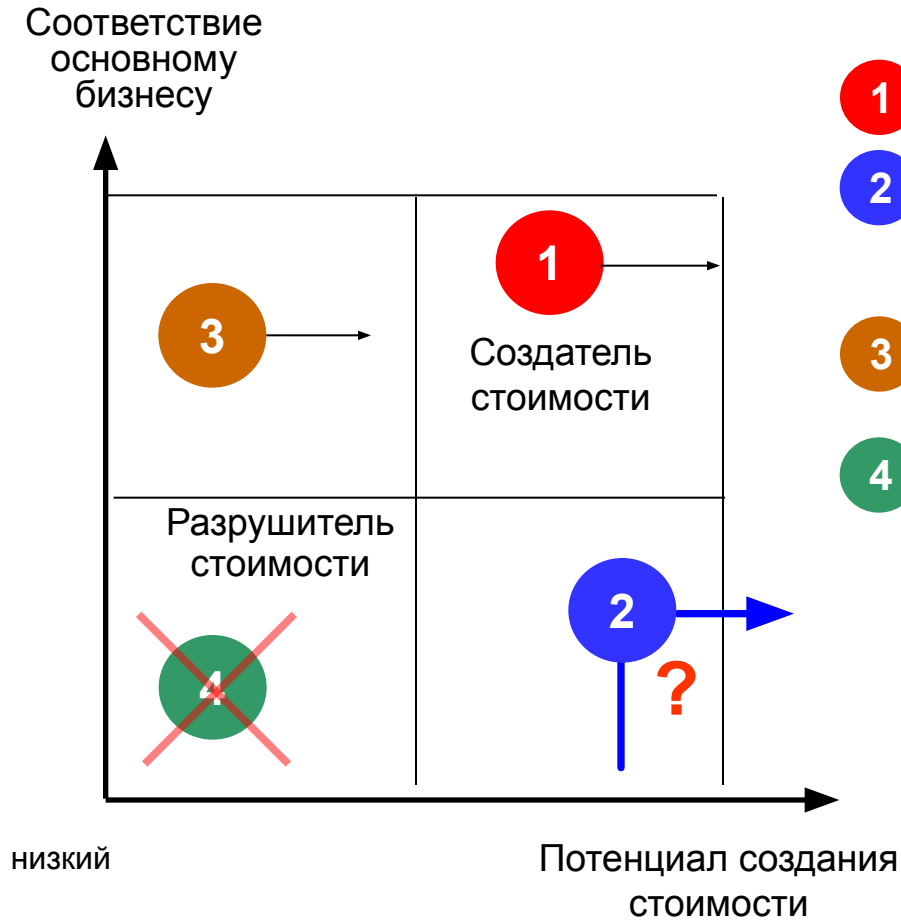 Соответствие
основному
бизнесу
1
2
3
4
1
3
Создатель
стоимости
Разрушитель
стоимости
2
?
4
низкий
Потенциал создания
стоимости